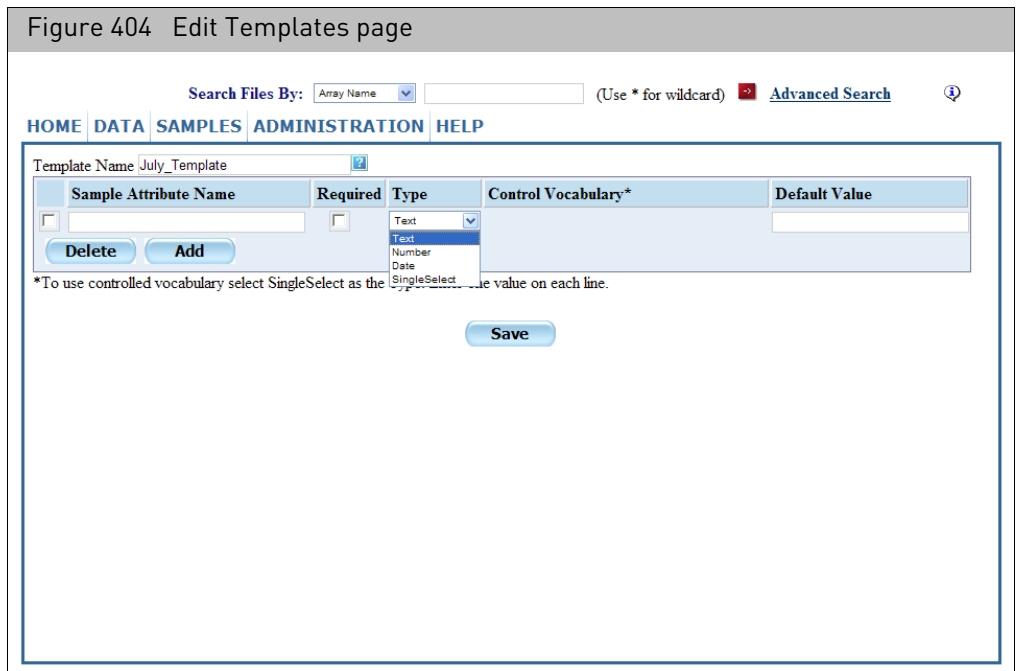 Figure 404 Edit Templates page
Search Files By: Array Name (Use * for wildcard) Advanced Search
HOME DATA SAMPLES ADMINISTRATION HELP
Template Name July_Template ?
Sample Attribute Name Required Type Control Vocabulary* Default Value
Text
Text
Number
Date
SingleSelect
Delete Add
*To use controlled vocabulary select SingleSelect as the value on each line.
Save